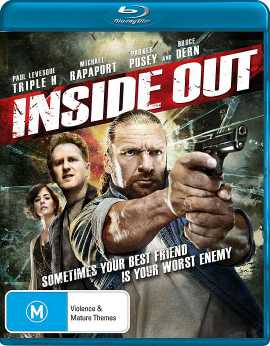 Blu-ray Disc
PAUL LEVESQUE
TRIPLE H
MICHAEL
RAPAPORT
PARKER
POSEY
AND
BRUCE
DERN
INSIDE OUT
SOMETIMES YOUR BEST FRIEND
IS YOUR WORST ENEMY
M
Violence &
Mature Themes